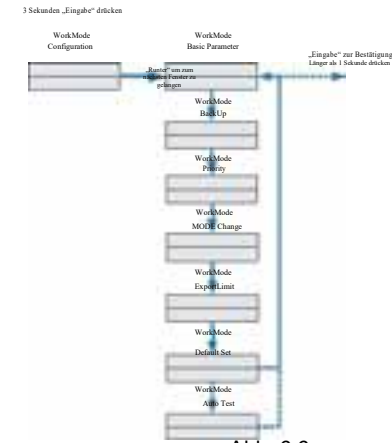 3 Sekunden „Eingabe“ drücken
WorkMode
Configuration
WorkMode
Basic Parameter
„Runter“ um zum
nächsten Fenster zu
gelangen
„Eingabe“ zur Bestätigung
Länger als 1 Sekunde drücken
WorkMode
BackUp
WorkMode
Priority
WorkMode
MODE Change
WorkMode
ExportLimit
WorkMode
Default Set
WorkMode
Auto Test